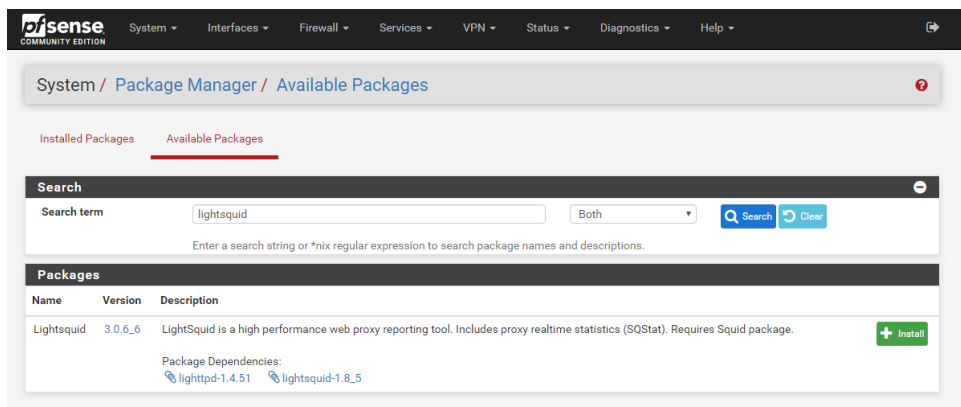 pfsense System Interfaces Firewall Services VPN Status Diagnostics Help
COMMUNITY EDITION
System / Package Manager / Available Packages
Installed Packages Available Packages
Search
Search term lightsquid Both Search Clear
Enter a search string or *nix regular expression to search package names and descriptions.
Packages
Name Version Description
Lightsquid 3.0.6_6 LightSquid is a high performance web proxy reporting tool. Includes proxy realtime statistics (SQStat). Requires Squid package. Install
Package Dependencies:
lighttpd-1.4.51 lightsquid-1.8_5